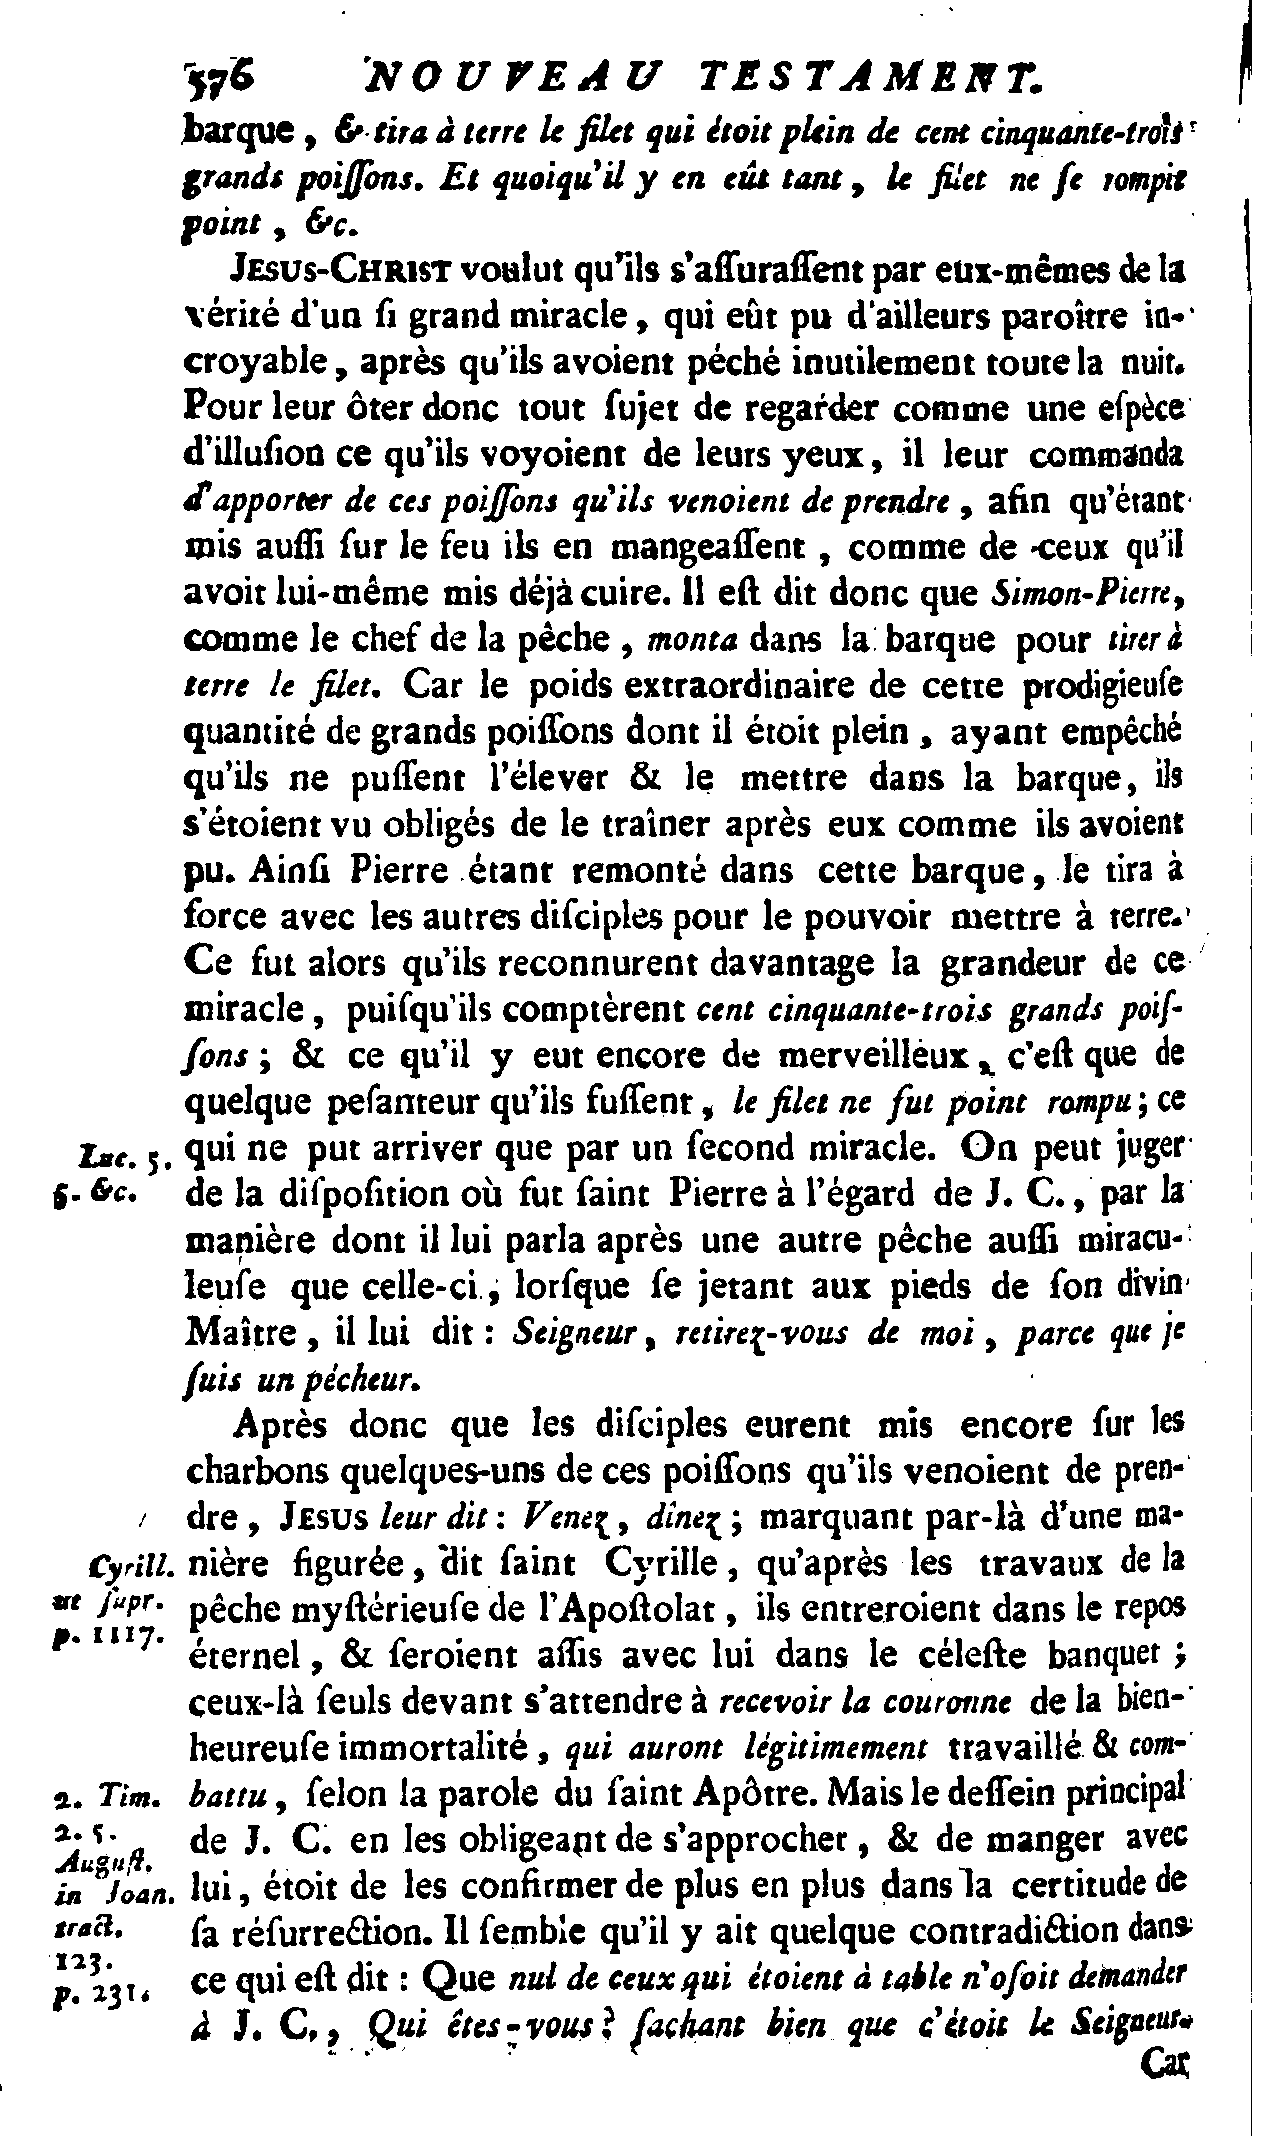 576 NOUVEAU TESTAMENT.
barque, & tira à terre le filet qui étoit plein de cent cinquante-trois
grands poiſſons. Et quoiqu'il y en eût tant, le filet ne ſe rompit
point, &c.
JESUS-CHRIST voulut qu'ils s'aſſuraſſent par eux-mêmes de la
vérité d'un ſi grand miracle, qui eût pu d'ailleurs paroître in-
croyable, après qu'ils avoient péché inutilement toute la nuit.
Pour leur ôter donc tout ſujet de regarder comme une eſpèce
d'illuſion ce qu'ils voyoient de leurs yeux, il leur commanda
d'apporter de ces poiſſons qu'ils venoient de prendre, afin qu'étant
mis auſſi ſur le feu ils en mangeaſſent, comme de ceux qu'il
avoit lui-même mis déjà cuire. Il eſt dit donc que Simon-Pierre,
comme le chef de la pêche, monta dans la barque pour tirer à
terre le filet. Car le poids extraordinaire de cette prodigieuſe
quantité de grands poiſſons dont il étoit plein, ayant empêché
qu'ils ne puſſent l'élever & le mettre dans la barque, ils
s'étoient vu obligés de le traîner après eux comme ils avoient
pu. Ainſi Pierre étant remonté dans cette barque, le tira à
force avec les autres diſciples pour le pouvoir mettre à terre.
Ce fut alors qu'ils reconnurent davantage la grandeur de ce
miracle, puiſqu'ils comptèrent cent cinquante-trois grands poiſ-
ſons; & ce qu'il y eut encore de merveilleux, c'eſt que de
quelque peſanteur qu'ils fuſſent, le filet ne fut point rompu; ce
Luc. 5. qui ne put arriver que par un ſecond miracle. On peut juger
8. &c. de la diſpoſition où fut ſaint Pierre à l'égard de J. C., par la
manière dont il lui parla après une autre pêche auſſi miracu-
leuſe que celle-ci, lorſque ſe jetant aux pieds de ſon divin
Maître, il lui dit: Seigneur, retirez-vous de moi, parce que je
ſuis un pécheur.
Après donc que les diſciples eurent mis encore ſur les
charbons quelques-uns de ces poiſſons qu'ils venoient de pren-
dre, JESUS leur dit: Venez, dînez; marquant par-là d'une ma-
Cyrill. nière figurée, dit ſaint Cyrille, qu'après les travaux de la
ut ſupr. pêche myſtérieuſe de l'Apoſtolat, ils entreroient dans le repos
p. 1117. éternel, & ſeroient aſſis avec lui dans le céleſte banquet;
ceux-là ſeuls devant s'attendre à recevoir la couronne de la bien-
heureuſe immortalité, qui auront légitimement travaillé & com-
2. Tim. battu, ſelon la parole du ſaint Apôtre. Mais le deſſein principal
2. 5. de J. C. en les obligeant de s'approcher, & de manger avec
Auguſt.
in Joan. lui, étoit de les confirmer de plus en plus dans la certitude de
tract. ſa réſurrection. Il ſemble qu'il y ait quelque contradiction dans
123.
p. 231. ce qui eſt dit: Que nul de ceux qui étoient à table n'oſoit demander
à J. C., Qui êtes-vous? ſachant bien que c'étoit le Seigneur.
Car